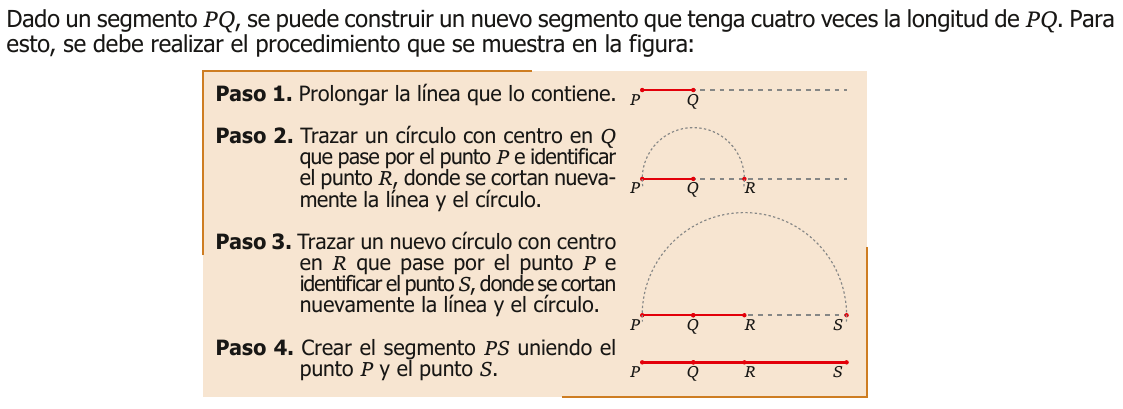 Dado un segmento PQ, se puede construir un nuevo segmento que tenga cuatro veces la longitud de PQ. Para
esto, se debe realizar el procedimiento que se muestra en la figura:
Paso 1. Prolongar la línea que lo contiene.
P Q
Paso 2. Trazar un círculo con centro en Q
que pase por el punto P e identificar
el punto R, donde se cortan nueva-
mente la línea y el círculo.
P Q R
Paso 3. Trazar un nuevo círculo con centro
en R que pase por el punto P e
identificar el punto S, donde se cortan
nuevamente la línea y el círculo.
P Q R S
Paso 4. Crear el segmento PS uniendo el
punto P y el punto S.
P Q R S